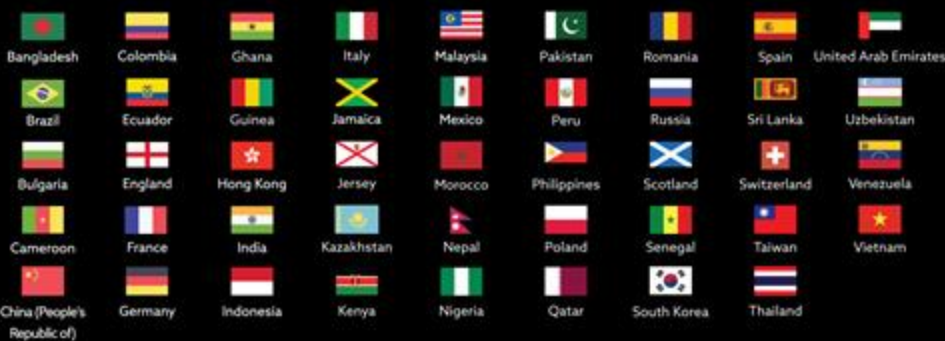 Bangladesh Colombia Ghana Italy Malaysia Pakistan Romania Spain United Arab Emirates
Brazil Ecuador Guinea Jamaica Mexico Peru Russia Sri Lanka Uzbekistan
Bulgaria England Hong Kong Jersey Morocco Philippines Scotland Switzerland Venezuela
Cameroon France India Kazakhstan Nepal Poland Senegal Taiwan Vietnam
China (People's Germany Indonesia Kenya Nigeria Qatar South Korea Thailand
Republic of)